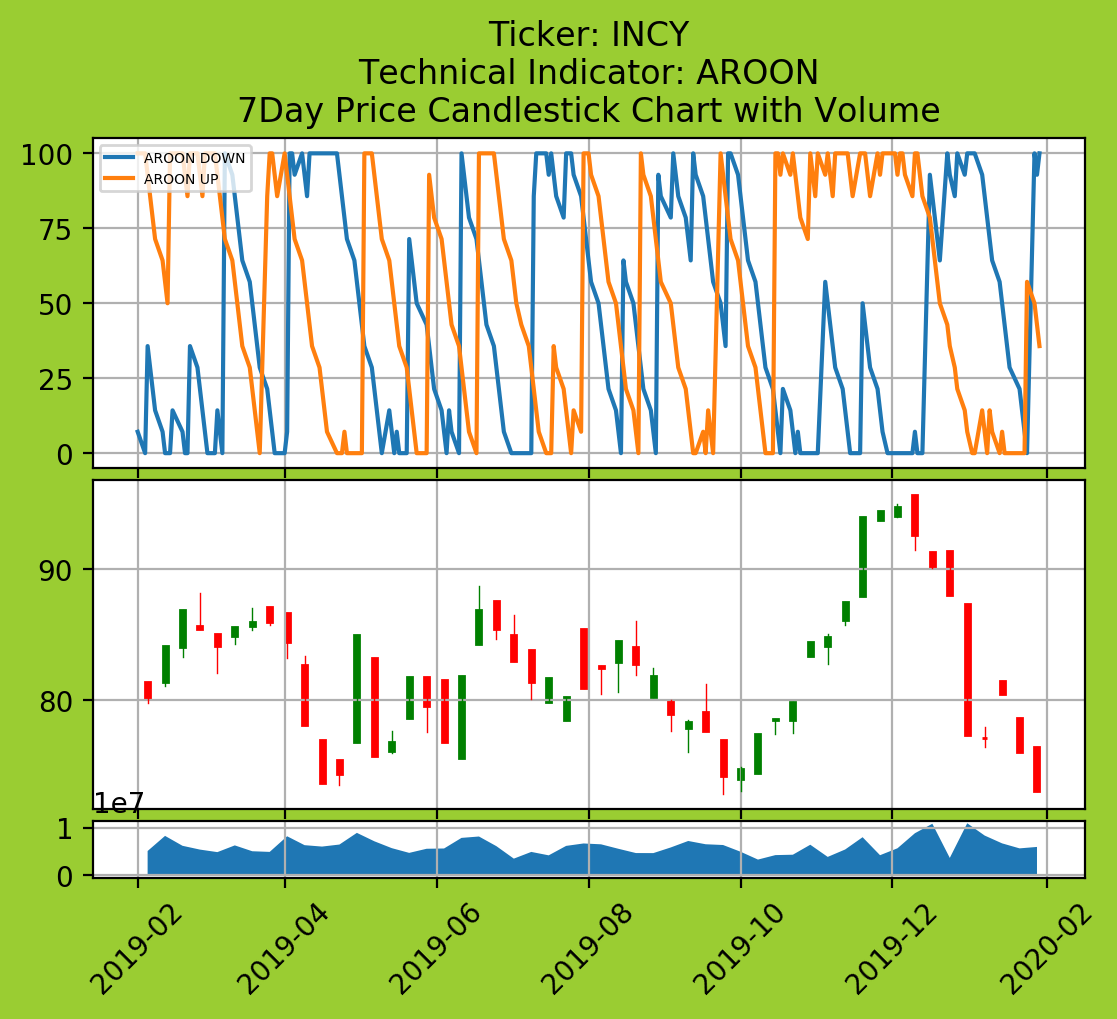 Ticker: INCY
Technical Indicator: AROON
7Day Price Candlestick Chart with Volume
100
75
50
25
0
AROON DOWN
AROON UP
90
80
1e7
1
0
2019-02
2019-04
2019-06
2019-08
2019-10
2019-12
2020-02